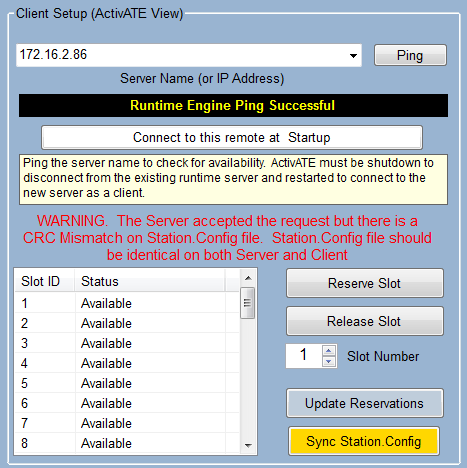 Client Setup (ActivATE View)
172.16.2.86
Ping
Server Name (or IP Address)
Runtime Engine Ping Successful
Connect to this remote at  Startup
Ping the server name to check for availability.  ActivATE must be shutdown to
disconnect from the existing runtime server and restarted to connect to the
new server as a client.
WARNING.  The Server accepted the request but there is a
CRC Mismatch on Station.Config file.  Station.Config file should
be identical on both Server and Client
Slot ID Status
1 Available
2 Available
3 Available
4 Available
5 Available
6 Available
7 Available
8 Available
Reserve Slot
Release Slot
1 Slot Number
Update Reservations
Sync Station.Config